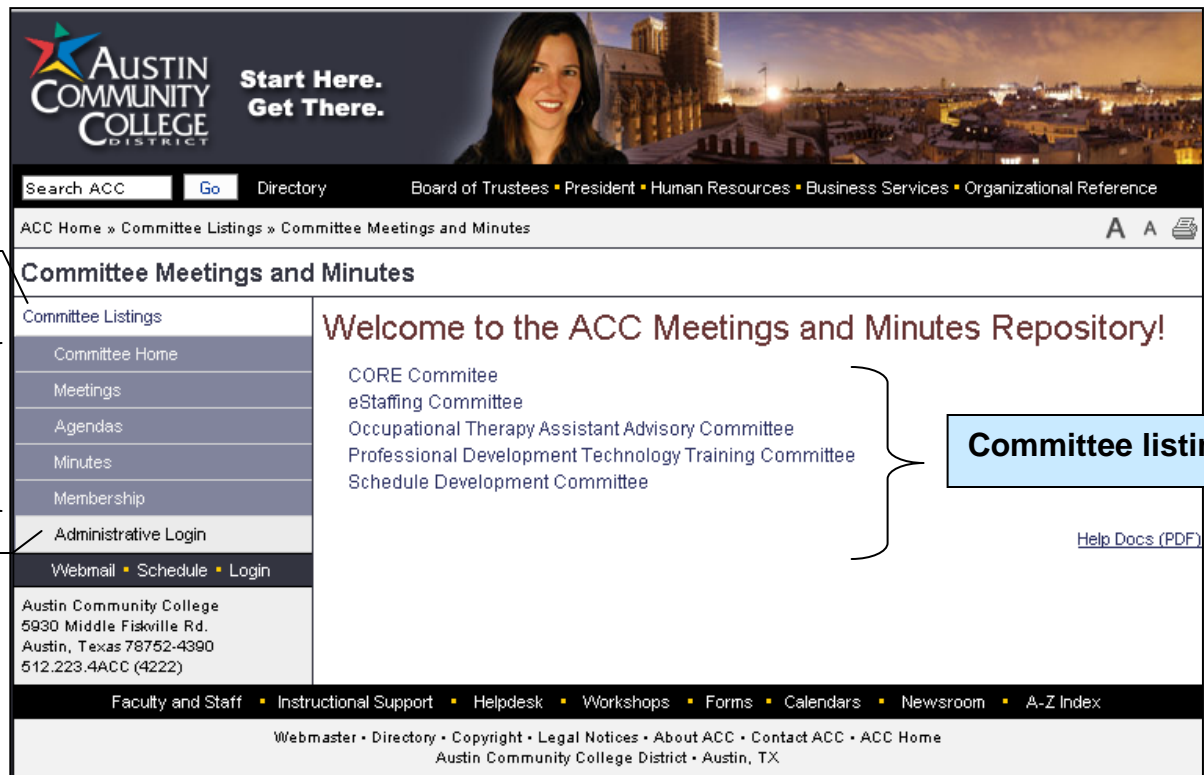 AUSTIN
COMMUNITY
COLLEGE
DISTRICT
Start Here.
Get There.
Search ACC Go Directory Board of Trustees ▪ President ▪ Human Resources ▪ Business Services ▪ Organizational Reference
ACC Home » Committee Listings » Committee Meetings and Minutes A A
Committee Meetings and Minutes
Committee Listings
Committee Home
Meetings
Agendas
Minutes
Membership
Administrative Login
Webmail ▪ Schedule ▪ Login
Austin Community College
5930 Middle Fiskville Rd.
Austin, Texas 78752-4390
512.223.4ACC (4222)
Welcome to the ACC Meetings and Minutes Repository!
CORE Commitee
eStaffing Committee
Occupational Therapy Assistant Advisory Committee
Professional Development Technology Training Committee
Schedule Development Committee
Committee listin
Help Docs (PDF)
Faculty and Staff ▪ Instructional Support ▪ Helpdesk ▪ Workshops ▪ Forms ▪ Calendars ▪ Newsroom ▪ A-Z Index
Webmaster • Directory • Copyright • Legal Notices • About ACC • Contact ACC • ACC Home
Austin Community College District • Austin, TX